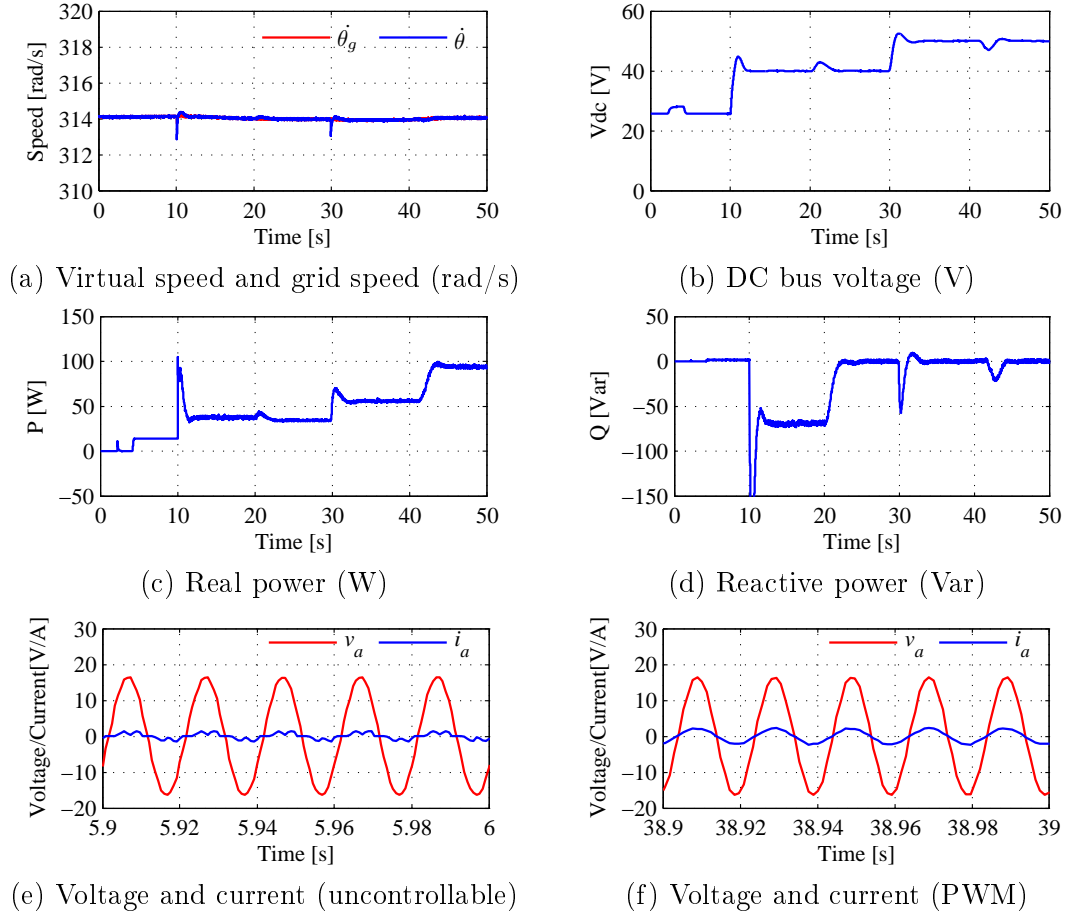 320
318
316
314
312
310
Speed [rad/s]
θ̇g θ̇
0 10 20 30 40 50
Time [s]
(a) Virtual speed and grid speed (rad/s)
60
40
20
0
Vdc [V]
0 10 20 30 40 50
Time [s]
(b) DC bus voltage (V)
150
100
50
0
−50
P [W]
0 10 20 30 40 50
Time [s]
(c) Real power (W)
50
0
−50
−100
−150
Q [Var]
0 10 20 30 40 50
Time [s]
(d) Reactive power (Var)
30
20
10
0
−10
−20
Voltage/Current[V/A]
va ia
5.9 5.92 5.94 5.96 5.98 6
Time [s]
(e) Voltage and current (uncontrollable)
30
20
10
0
−10
−20
Voltage/Current[V/A]
va ia
38.9 38.92 38.94 38.96 38.98 39
Time [s]
(f) Voltage and current (PWM)